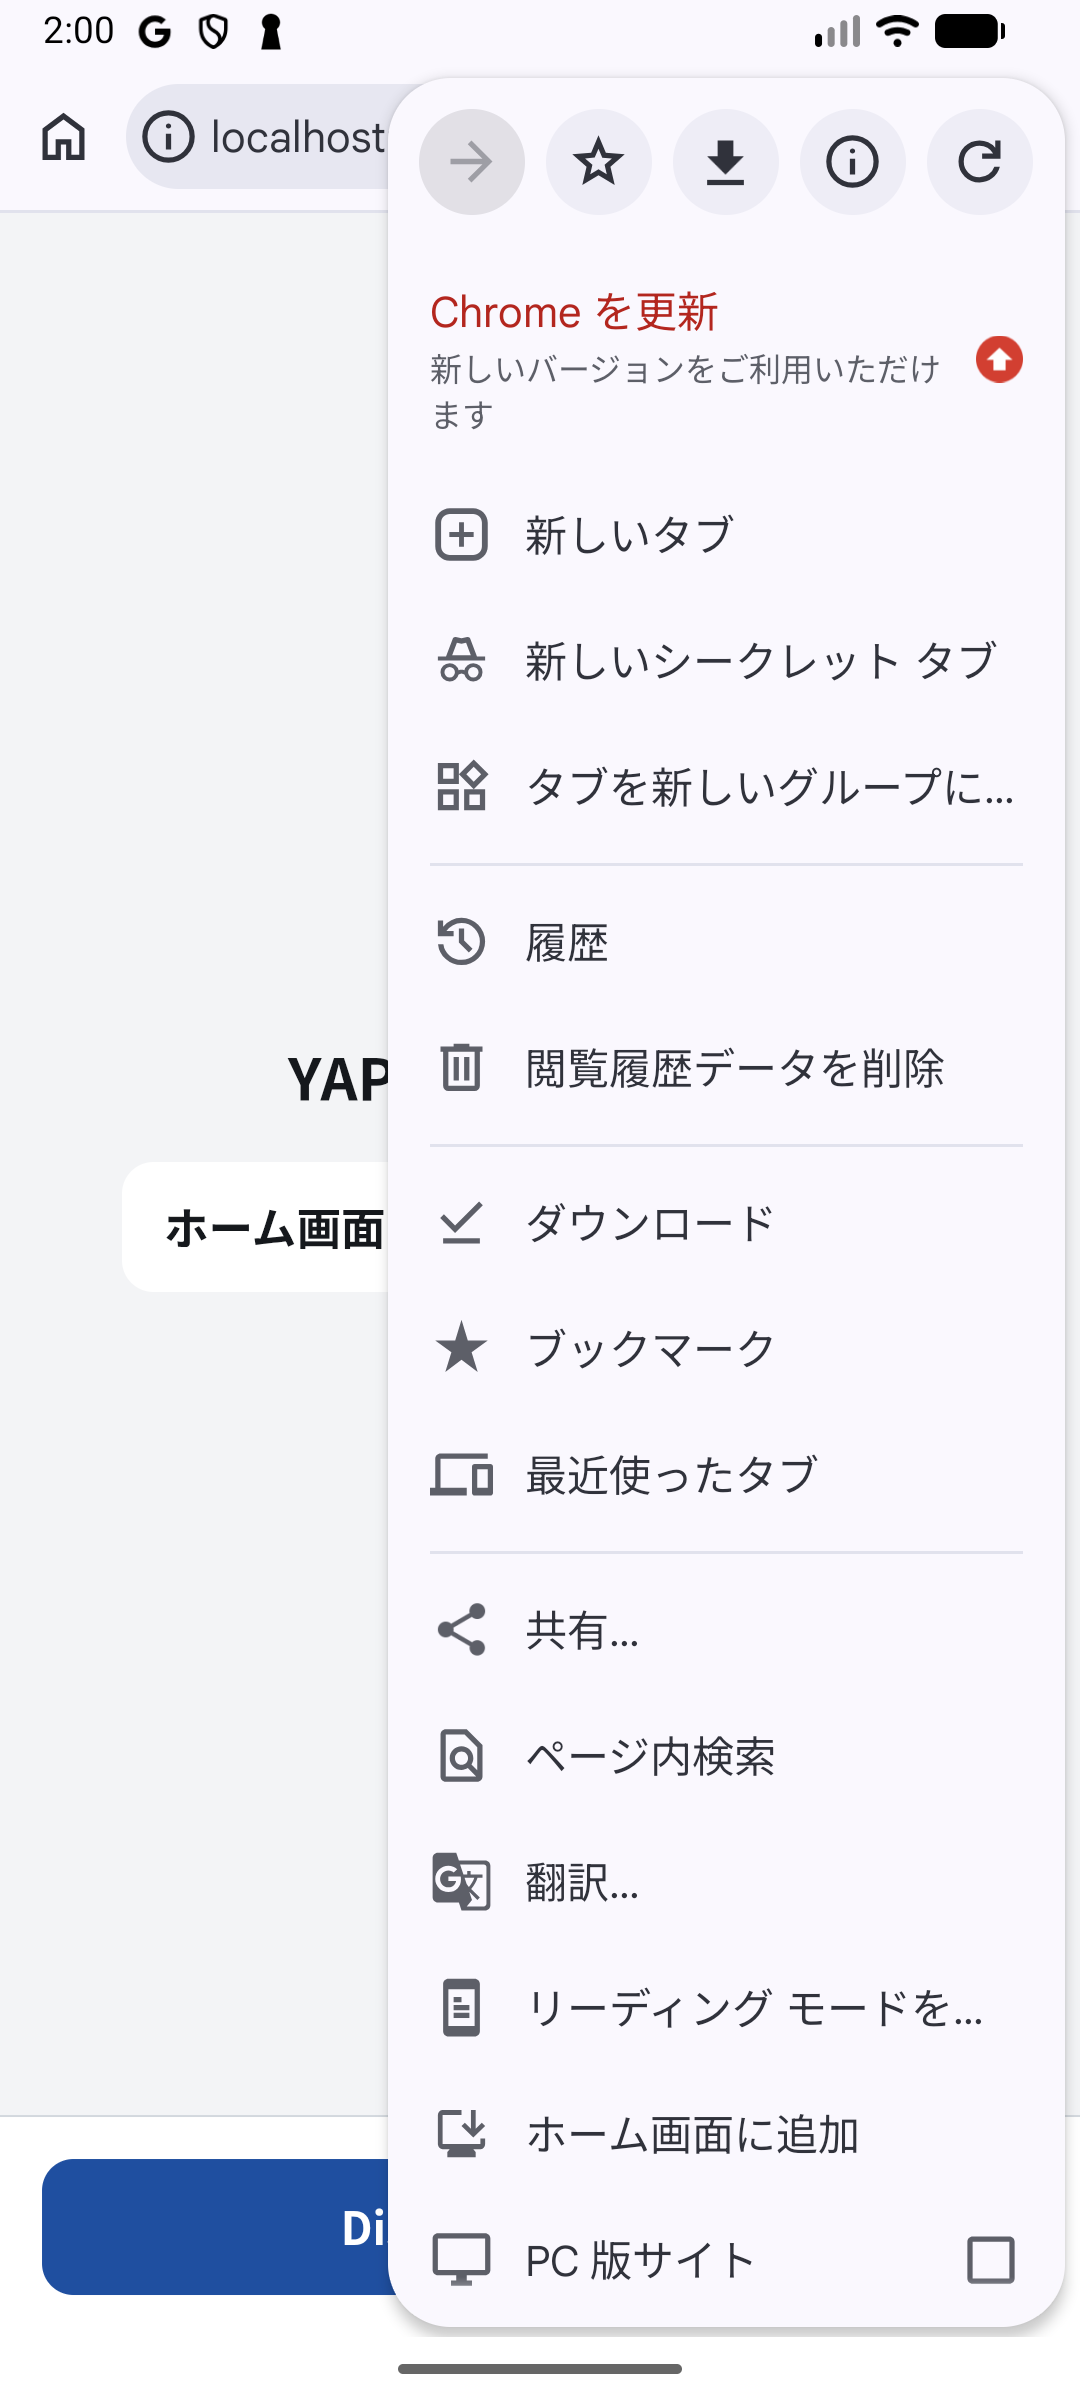 2:00
localhost
Chrome を更新
新しいバージョンをご利用いただけ
ます
新しいタブ
新しいシークレット タブ
タブを新しいグループに...
履歴
閲覧履歴データを削除
YAP
ホーム画面
ダウンロード
ブックマーク
最近使ったタブ
共有...
ページ内検索
翻訳...
リーディング モードを...
ホーム画面に追加
Di
PC 版サイト